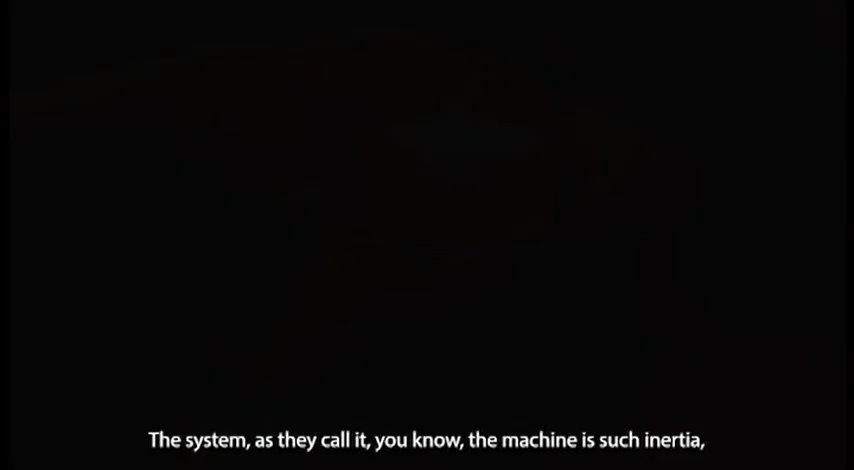 The system, as they call it, you know, the machine is such inertia,